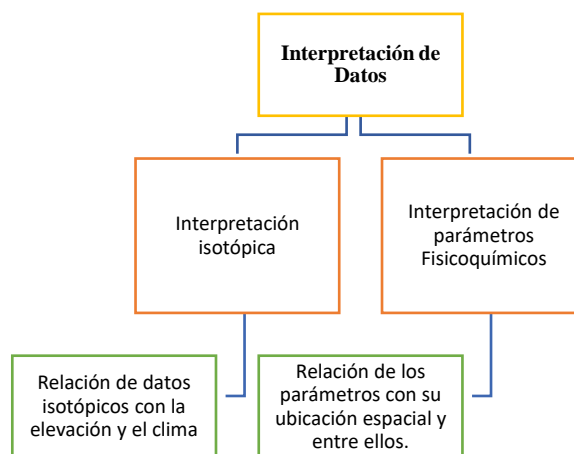 Interpretación de
Datos
Interpretación
isotópica
Interpretación de
parámetros
Fisicoquímicos
Relación de datos
isotópicos con la
elevación y el clima
Relación de los
parámetros con su
ubicación espacial y
entre ellos.